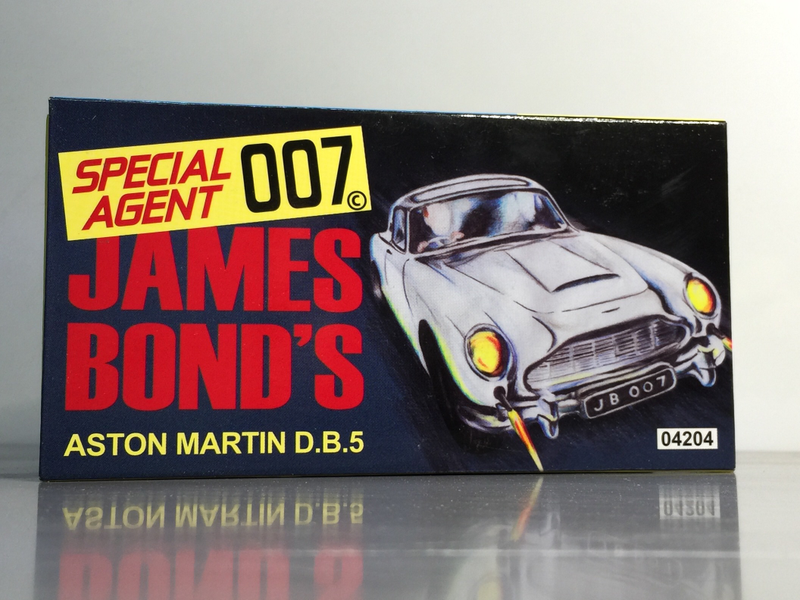 SPECIAL
AGENT
007©
JAMES
BOND'S
ASTON MARTIN D.B.5
JB 007
04204